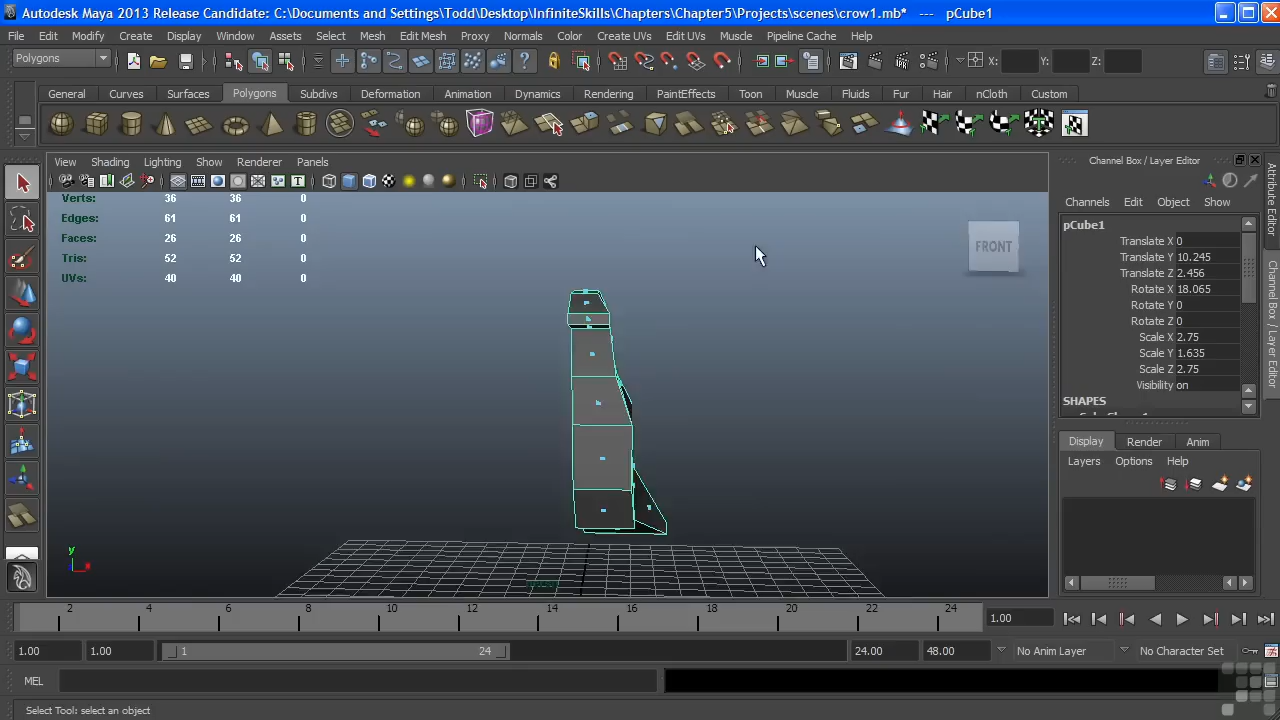 Autodesk Maya 2013 Release Candidate: C:\Documents and Settings\Todd\Desktop\InfiniteSkills\Chapters\Chapter5\Projects\scenes\crow1.mb* --- pCube1
File Edit Modify Create Display Window Assets Select Mesh Edit Mesh Proxy Normals Color Create UVs Edit UVs Muscle Pipeline Cache Help
Polygons X: Y: Z:
General Curves Surfaces Polygons Subdivs Deformation Animation Dynamics Rendering PaintEffects Toon Muscle Fluids Fur Hair nCloth Custom
View Shading Lighting Show Renderer Panels
Channel Box / Layer Editor
Channels Edit Object Show
Verts: 36 36 0
Edges: 61 61 0
Faces: 26 26 0
Tris: 52 52 0
UVs: 40 40 0
FRONT
pCube1
Translate X 0
Translate Y 10.245
Translate Z 2.456
Rotate X 18.065
Rotate Y 0
Rotate Z 0
Scale X 2.75
Scale Y 1.635
Scale Z 2.75
Visibility on
SHAPES
Attribute Editor
Channel Box / Layer Editor
Display Render Anim
Layers Options Help
y
x
2 4 6 8 10 12 14 16 18 20 22 24 1.00
1.00 1.00 1 24 24.00 48.00 No Anim Layer No Character Set
MEL
Select Tool: select an object